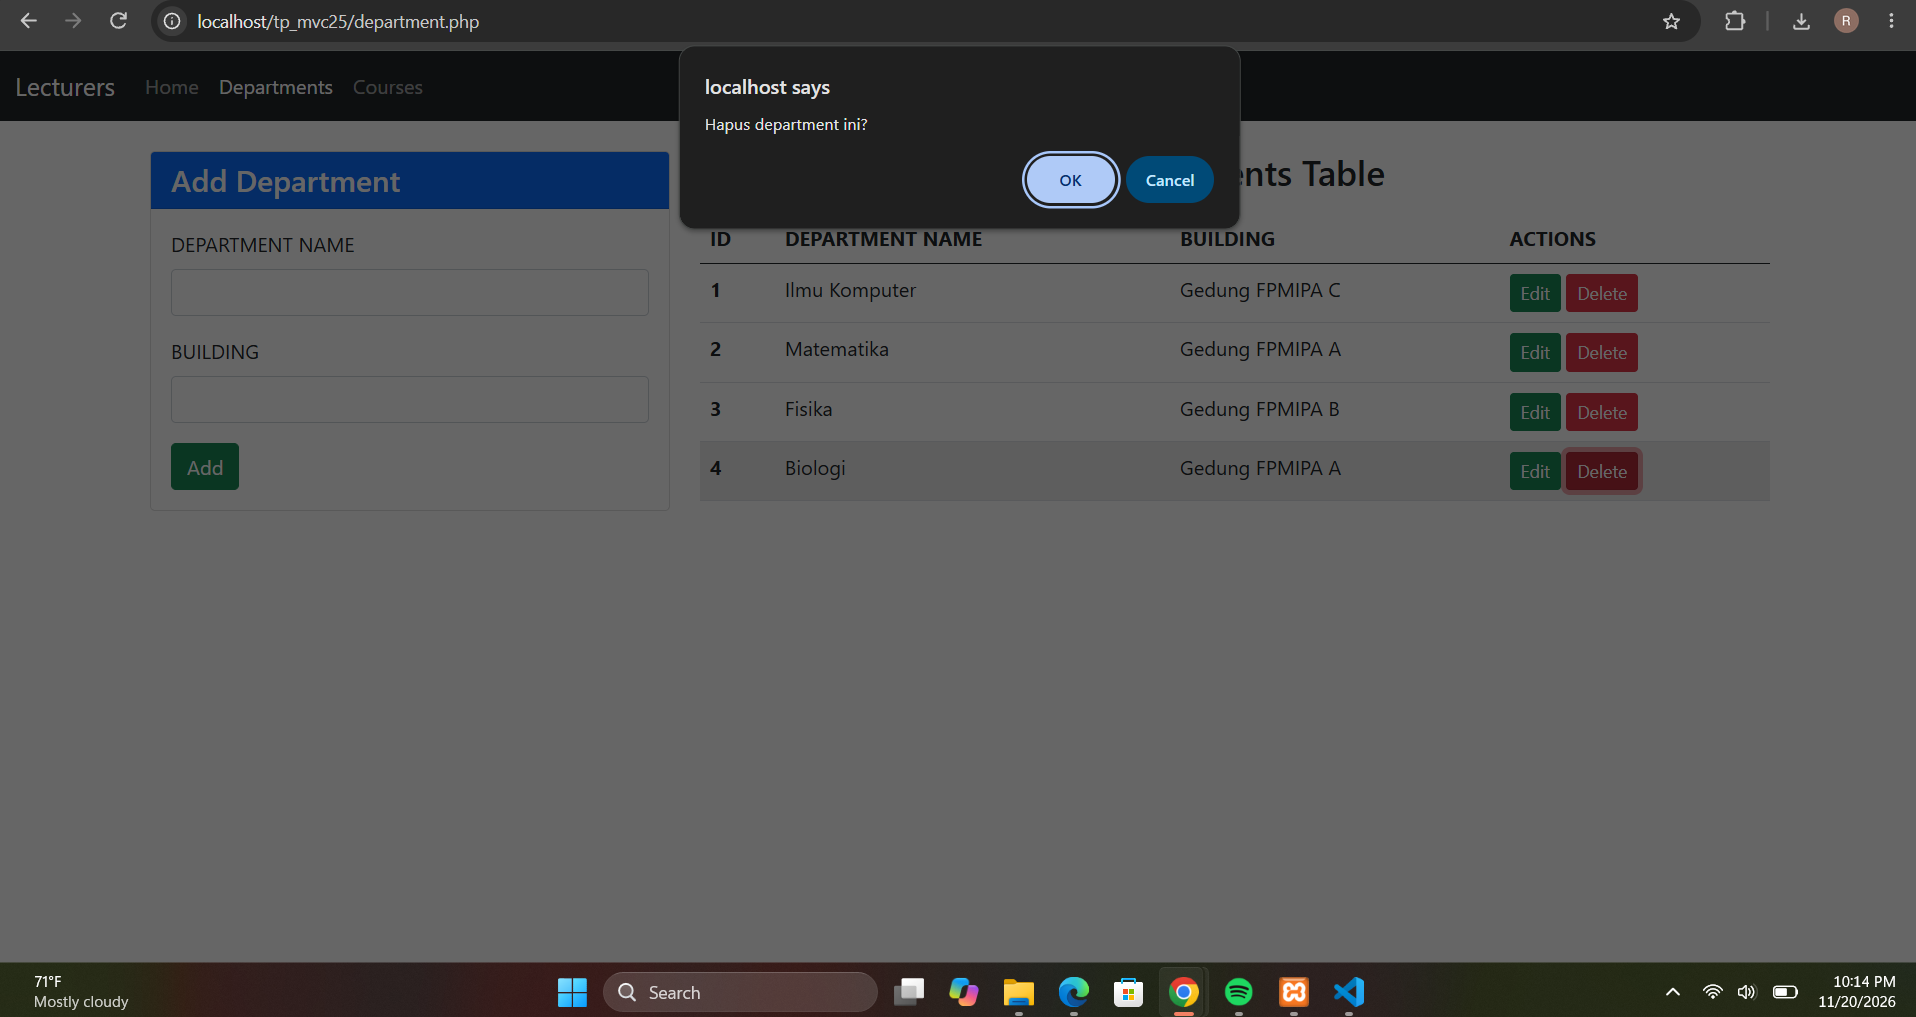 localhost/tp_mvc25/department.php
R
Lecturers
Home
Departments
Courses
localhost says
Hapus department ini?
OK
Cancel
Add Department
DEPARTMENT NAME
BUILDING
Add
ents Table
ID DEPARTMENT NAME BUILDING ACTIONS
1 Ilmu Komputer Gedung FPMIPA C Edit Delete
2 Matematika Gedung FPMIPA A Edit Delete
3 Fisika Gedung FPMIPA B Edit Delete
4 Biologi Gedung FPMIPA A Edit Delete
71°F
Mostly cloudy
Search
10:14 PM
11/20/2026